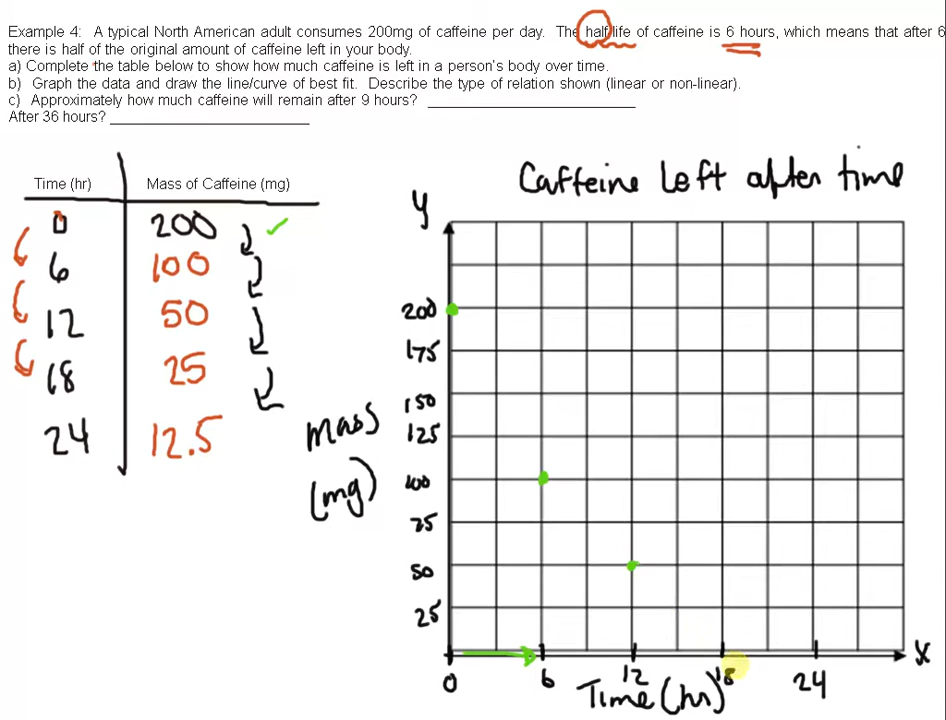 Example 4: A typical North American adult consumes 200mg of caffeine per day. The half life of caffeine is 6 hours, which means that after 6
there is half of the original amount of caffeine left in your body.
a) Complete the table below to show how much caffeine is left in a person's body over time.
b) Graph the data and draw the line/curve of best fit. Describe the type of relation shown (linear or non-linear).
c) Approximately how much caffeine will remain after 9 hours? ____________________
After 36 hours? ____________________
Time (hr) Mass of Caffeine (mg)
0 200
6 100
12 50
18 25
24 12.5
Caffeine Left after time
y
200
175
150
125
100
75
50
25
Mass
(mg)
x
0 6 12 18 24
Time (hr)